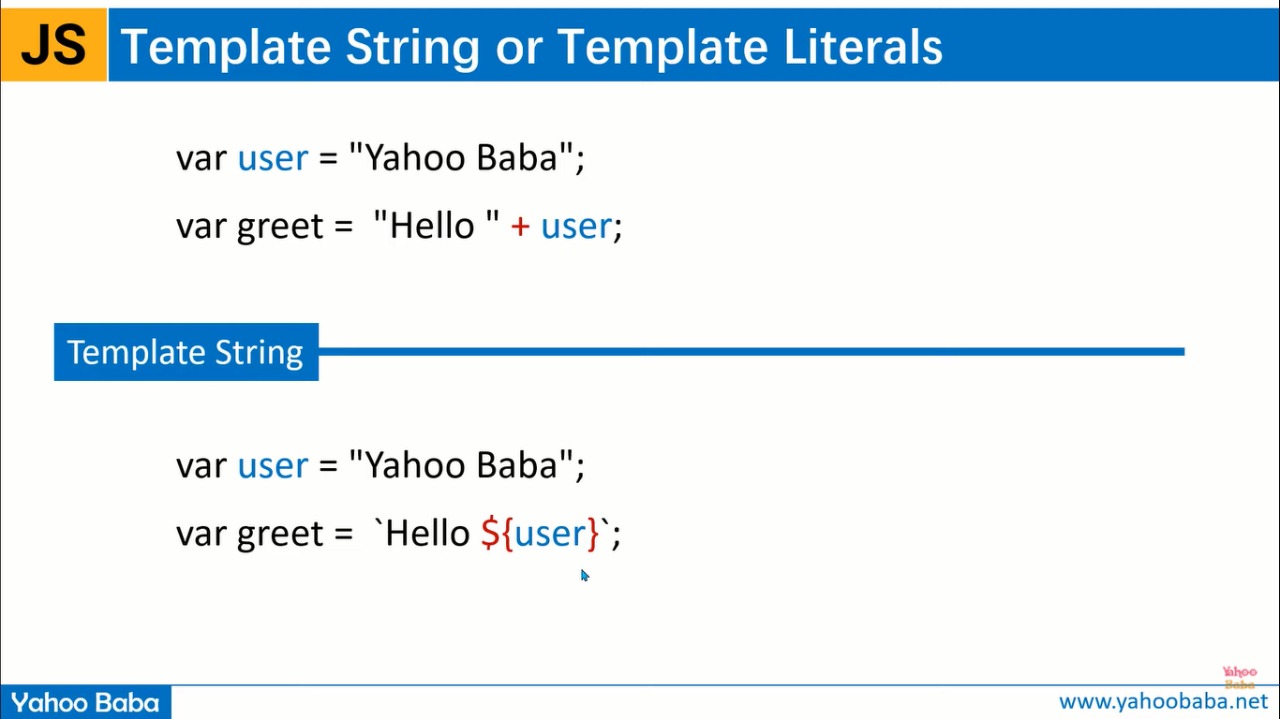 JS Template String or Template Literals
var user = "Yahoo Baba";
var greet =  "Hello " + user;
Template String
var user = "Yahoo Baba";
var greet =  `Hello ${user}`;
Yahoo
Baba
Yahoo Baba
www.yahoobaba.net